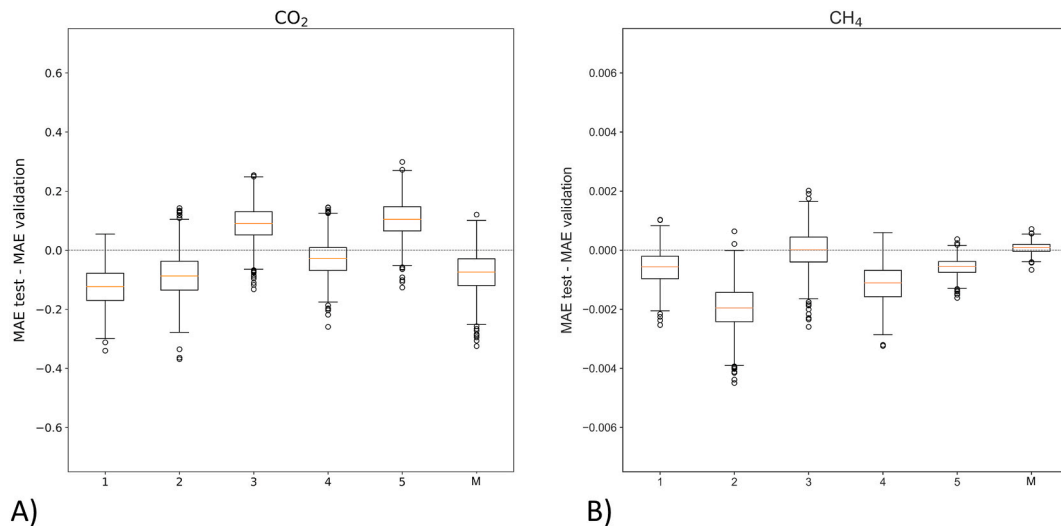 CO₂
MAE test - MAE validation
0.6
0.4
0.2
0.0
−0.2
−0.4
−0.6
1 2 3 4 5 M
A)
CH₄
MAE test - MAE validation
0.006
0.004
0.002
0.000
−0.002
−0.004
−0.006
1 2 3 4 5 M
B)